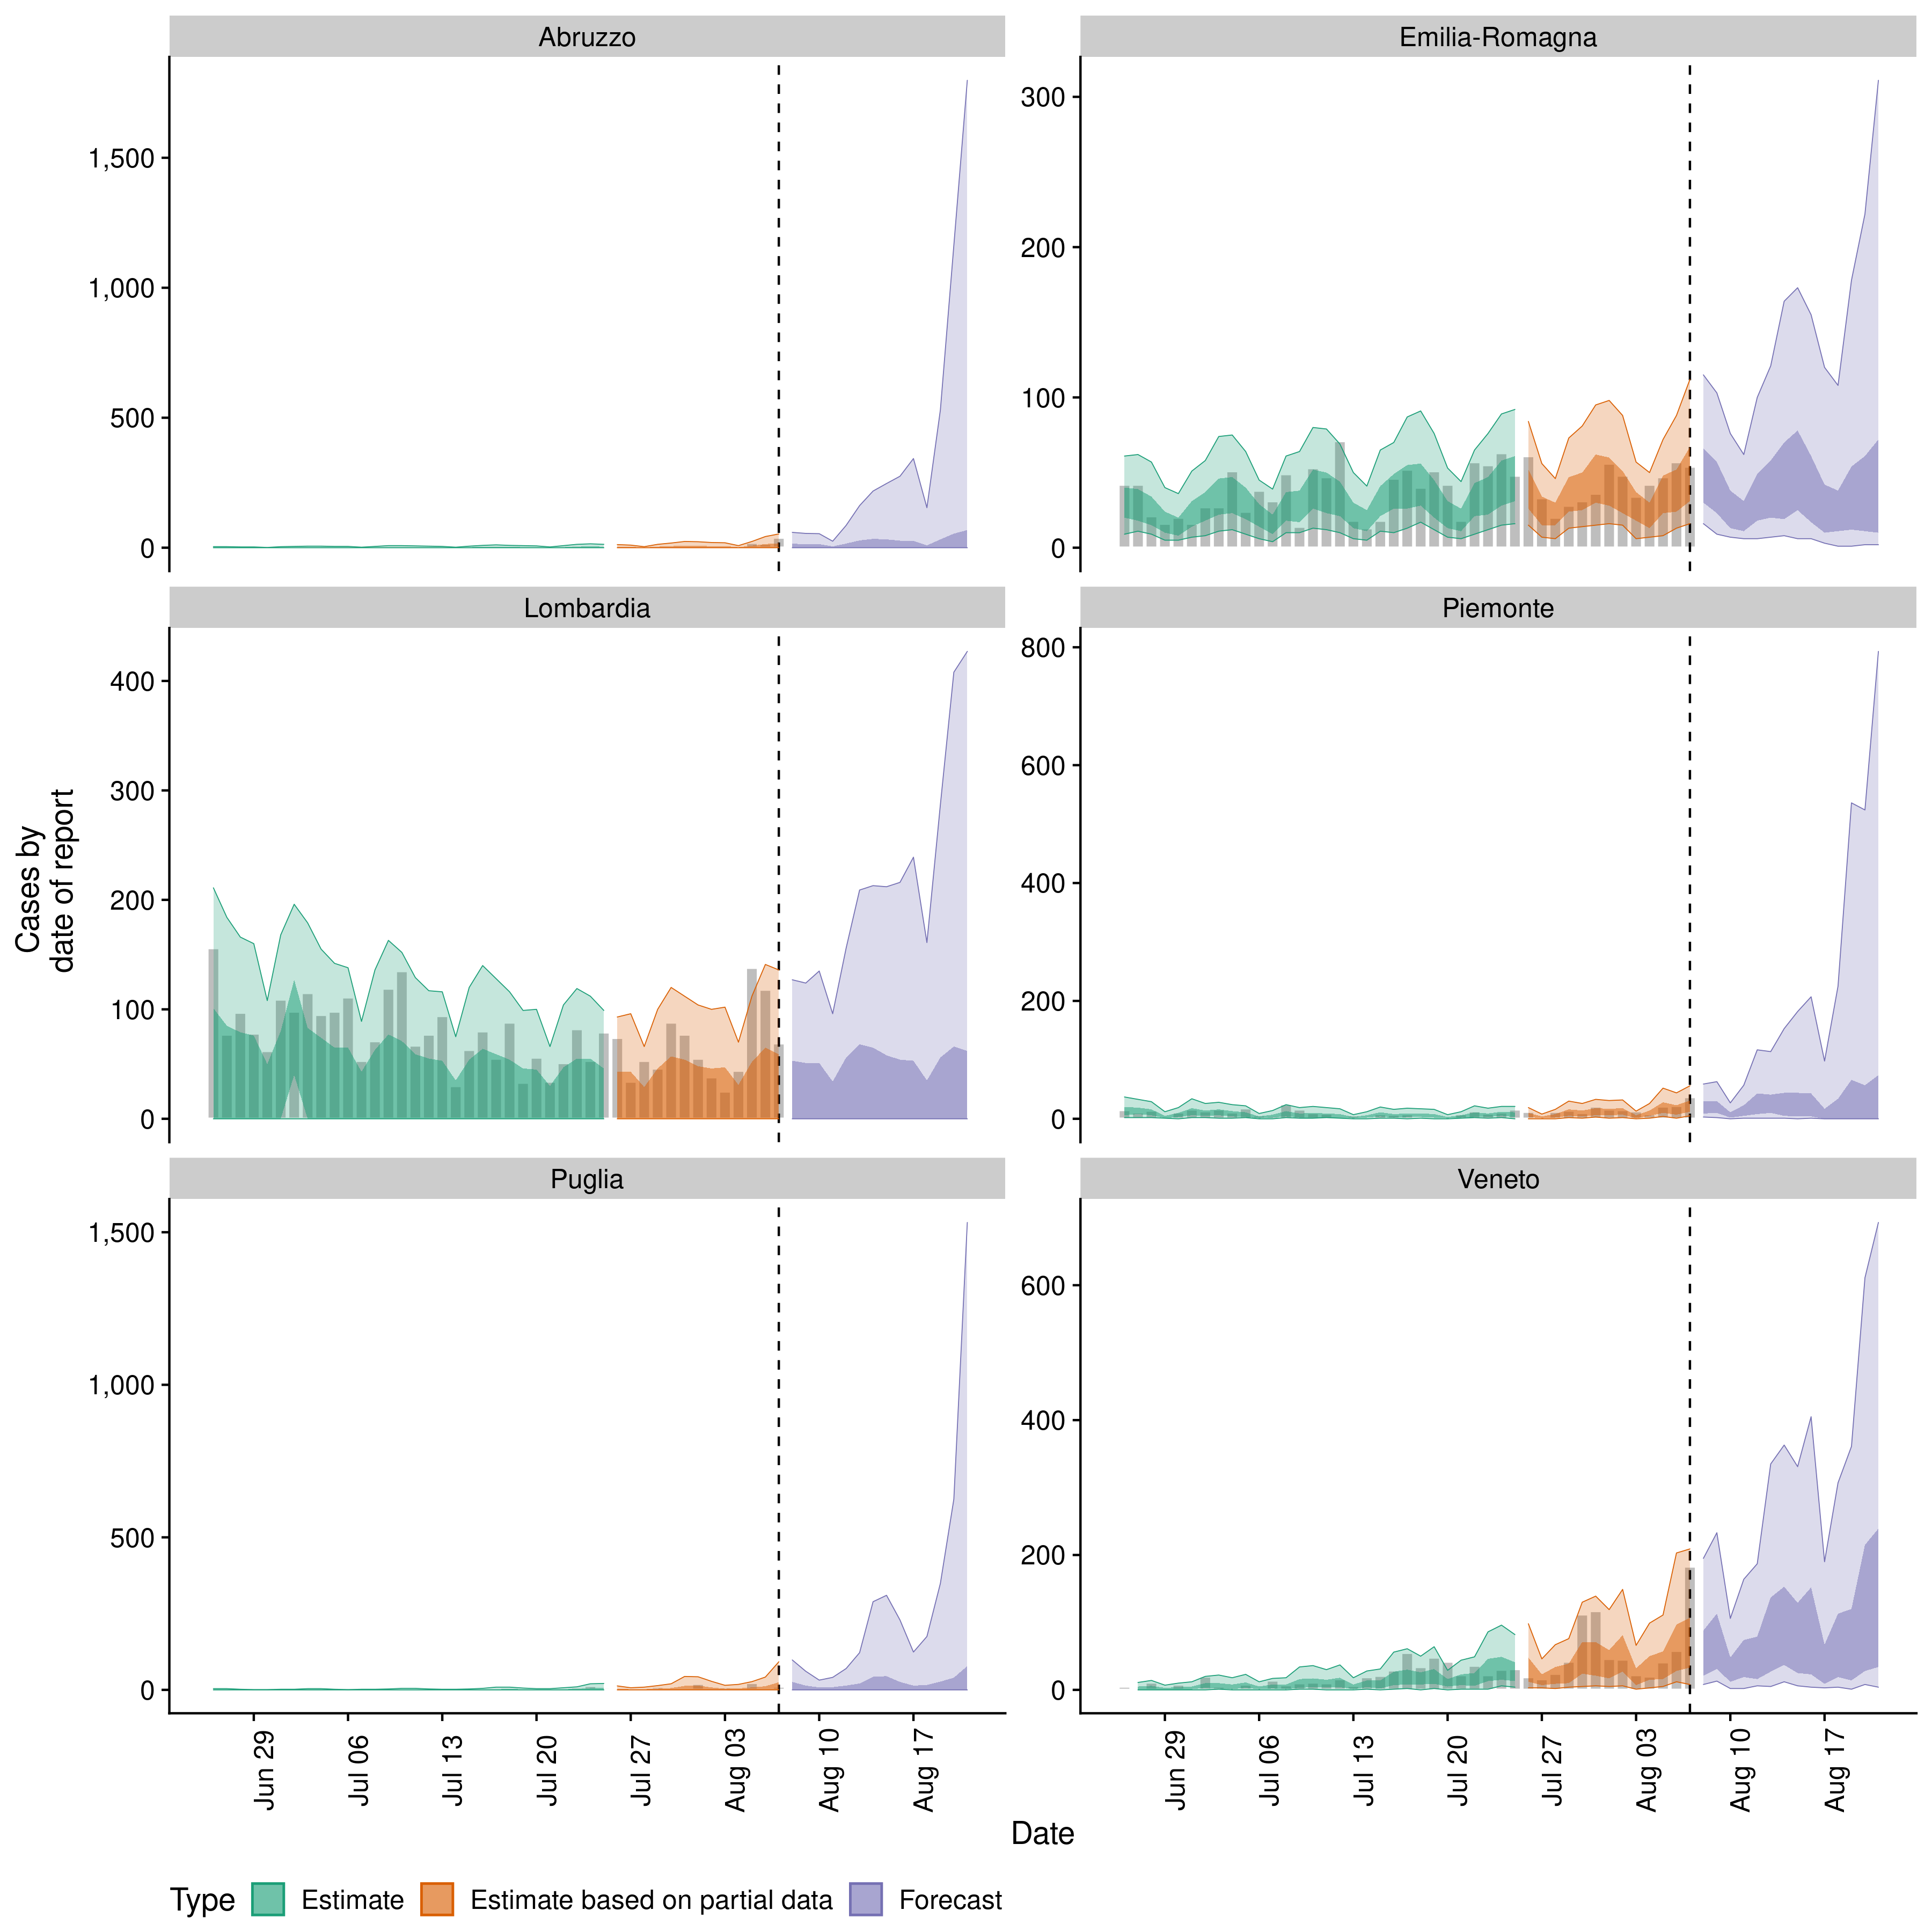 Abruzzo
Emilia-Romagna
1,500
1,000
500
0
300
200
100
0
Lombardia
Piemonte
400
300
200
100
0
800
600
400
200
0
Puglia
Veneto
1,500
1,000
500
0
600
400
200
0
Cases by
date of report
Jun 29
Jul 06
Jul 13
Jul 20
Jul 27
Aug 03
Aug 10
Aug 17
Jun 29
Jul 06
Jul 13
Jul 20
Jul 27
Aug 03
Aug 10
Aug 17
Date
Type Estimate Estimate based on partial data Forecast